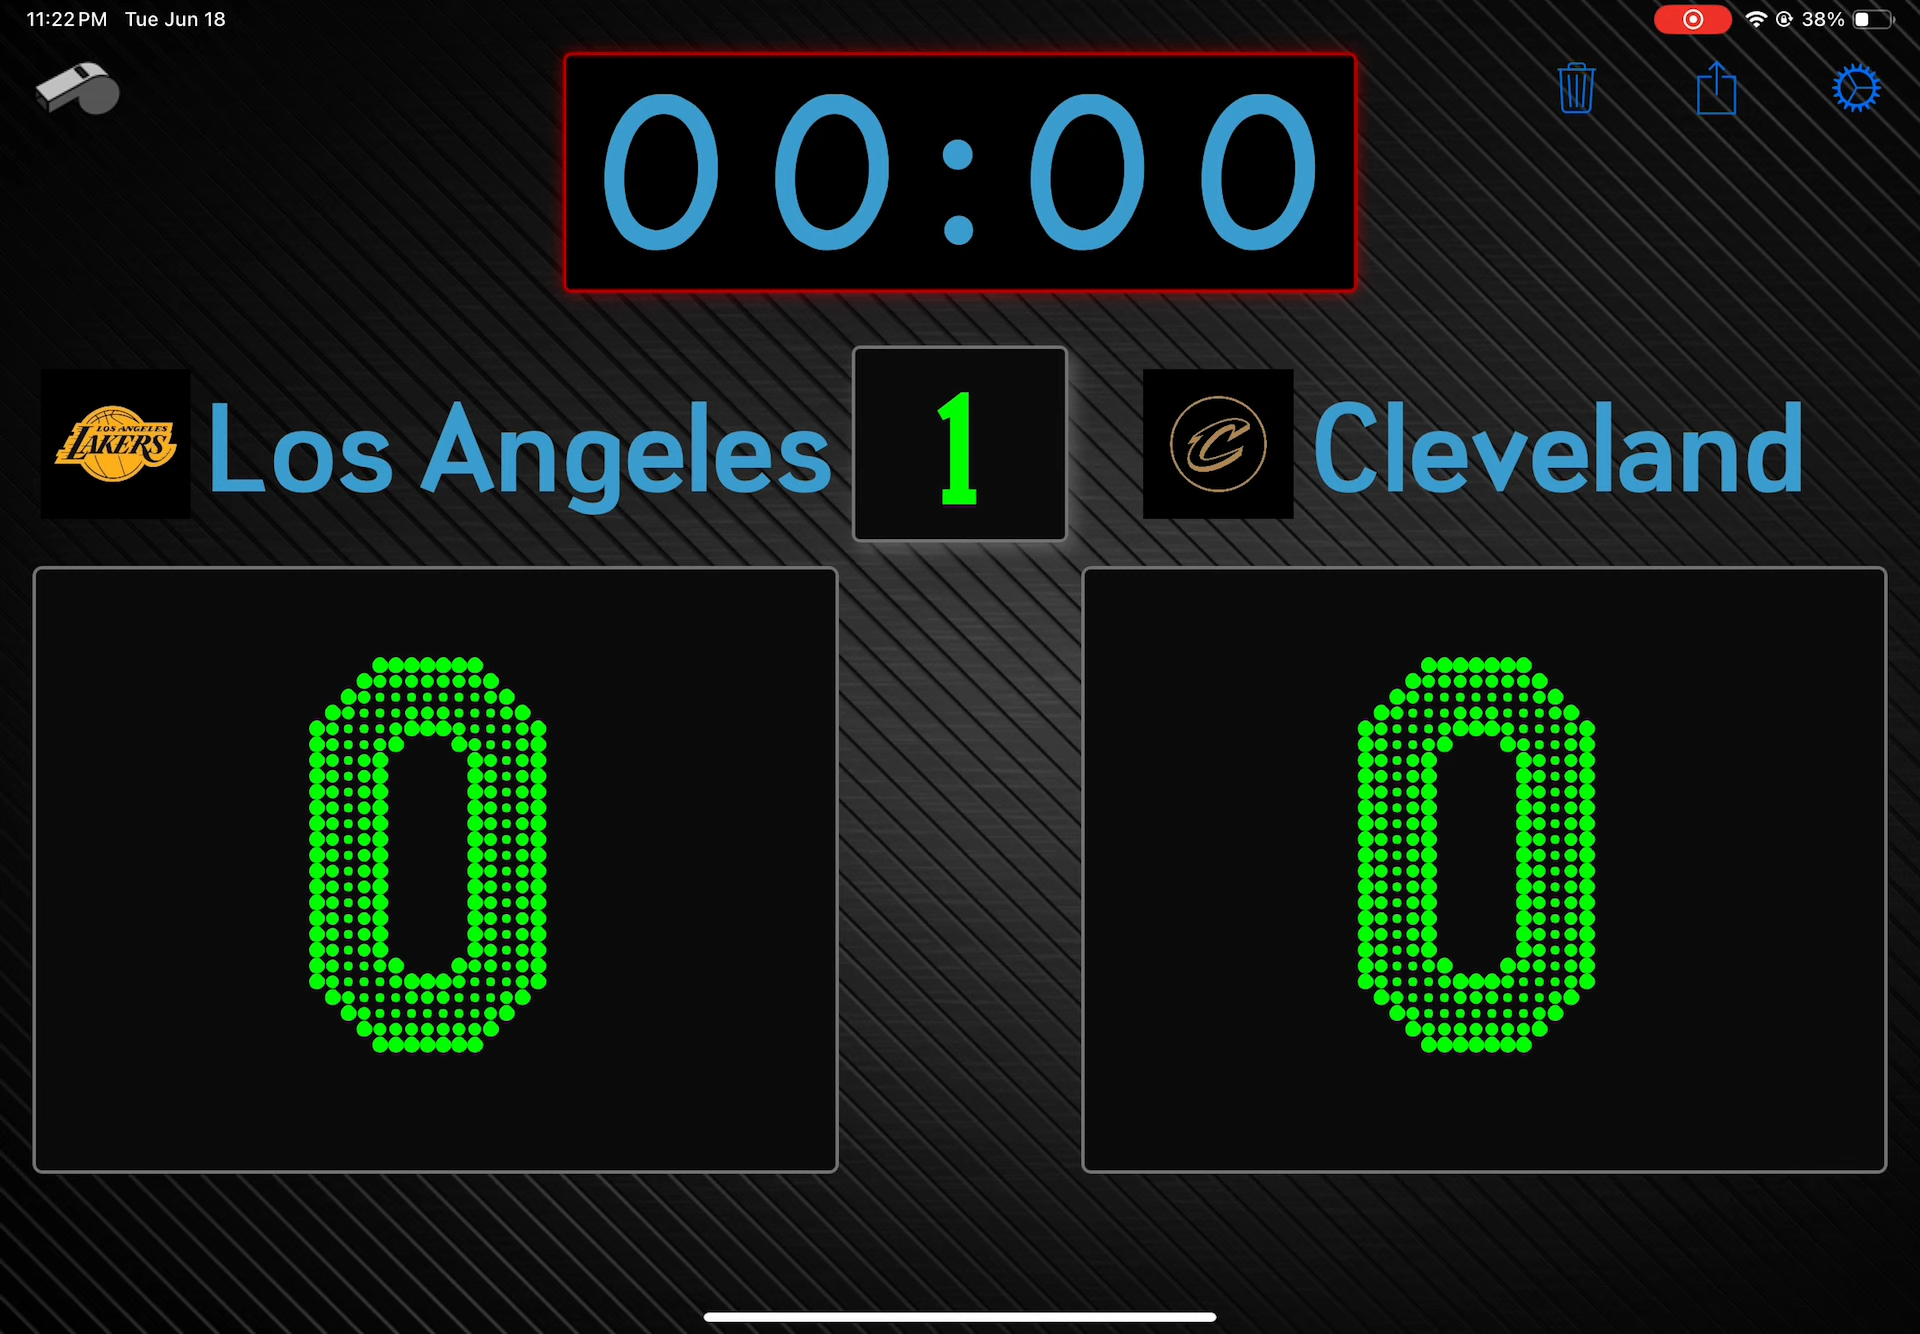 11:22 PM Tue Jun 18
38%
00:00
LOS ANGELES
LAKERS
Los Angeles
1
C
Cleveland
0
0